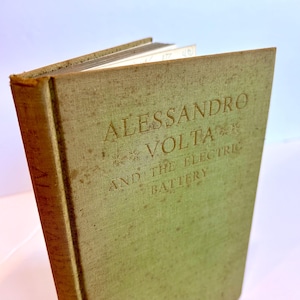 ALESSANDRO
VOLTA
AND THE ELECTRIC
BATTERY